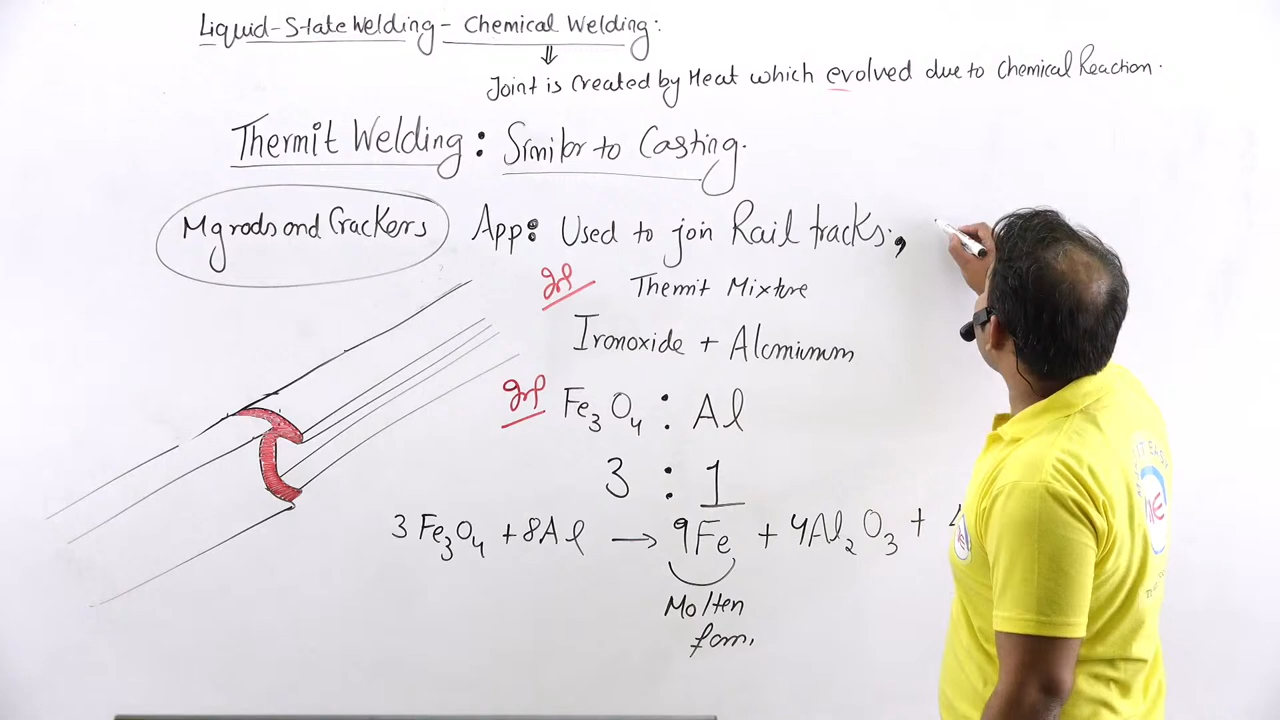 Liquid-State Welding - Chemical Welding:
⇓
Joint is created by Heat which evolved due to Chemical Reaction.
Thermit Welding: Similar to Casting.
Mg rods and Crackers App: Used to join Rail tracks.,
Thermit Mixture
Ironoxide + Aluminum
Fe₃O₄ : Al
3 : 1
3 Fe₃O₄ + 8Al → 9Fe + 4Al₂O₃ +
Molten
form.